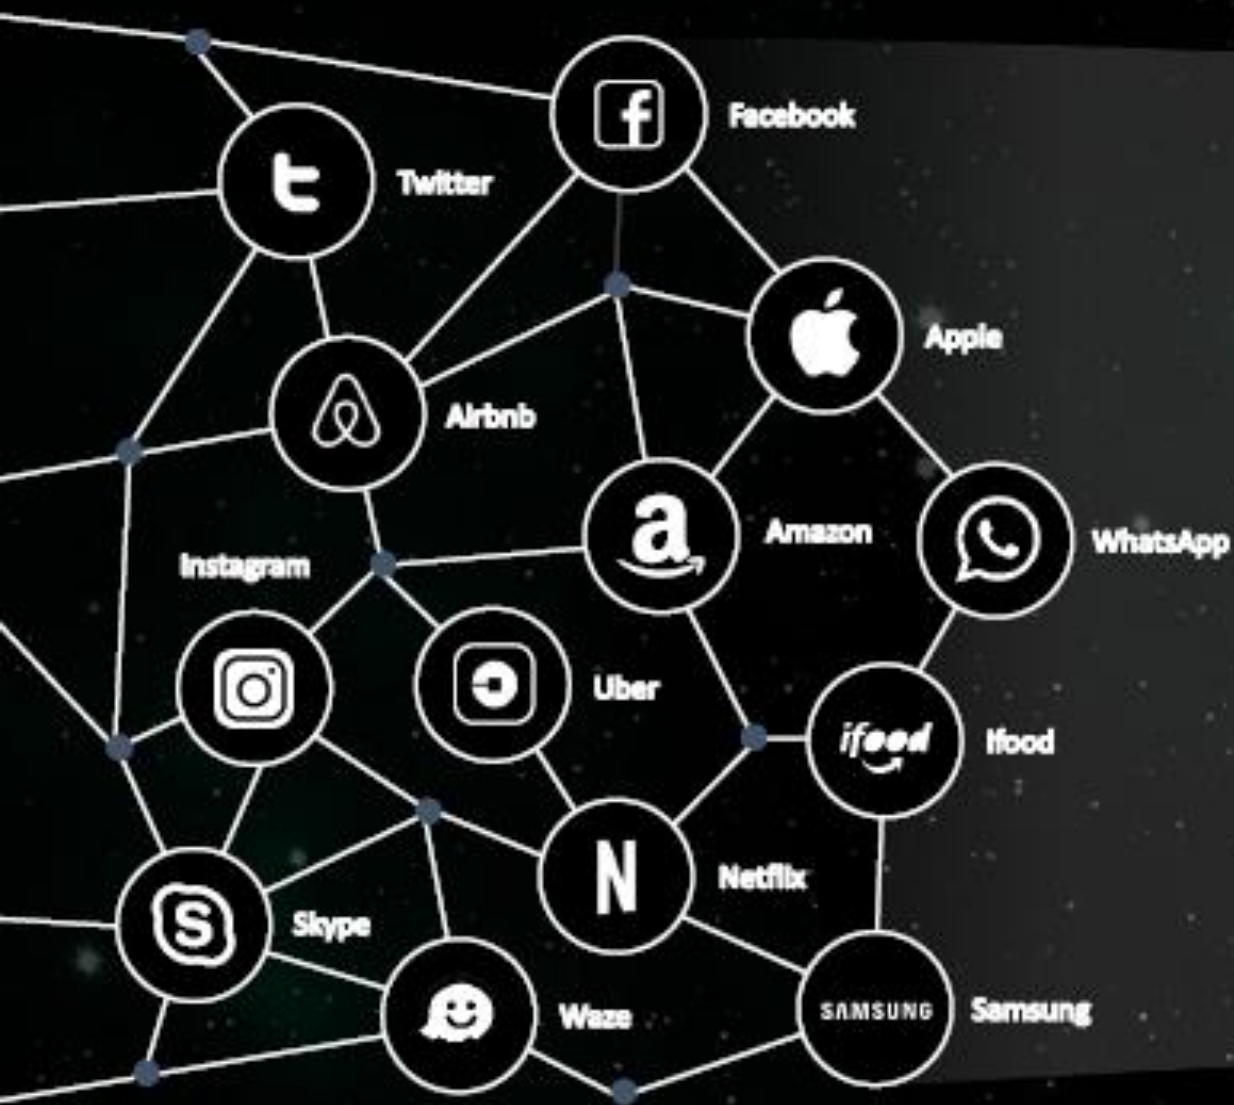 f
Facebook
t
Twitter
Apple
Airbnb
a
Amazon
WhatsApp
Instagram
Uber
ifood
Ifood
N
Netflix
S
Skype
Waze
SAMSUNG
Samsung